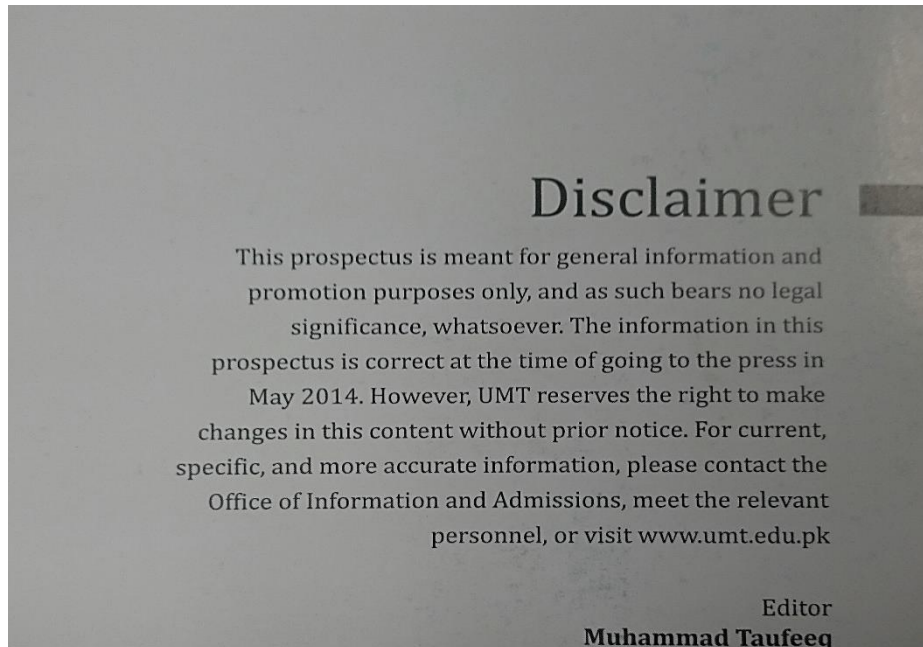 Disclaimer
This prospectus is meant for general information and
promotion purposes only, and as such bears no legal
significance, whatsoever. The information in this
prospectus is correct at the time of going to the press in
May 2014. However, UMT reserves the right to make
changes in this content without prior notice. For current,
specific, and more accurate information, please contact the
Office of Information and Admissions, meet the relevant
personnel, or visit www.umt.edu.pk
Editor
Muhammad Taufeeq